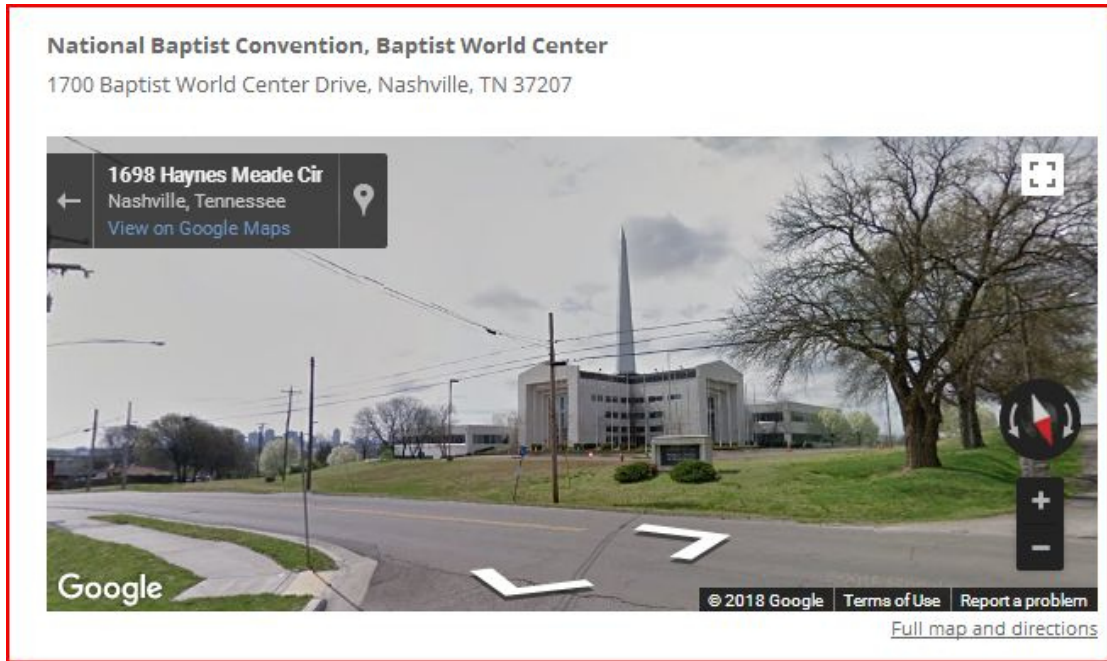 National Baptist Convention, Baptist World Center
1700 Baptist World Center Drive, Nashville, TN 37207
1698 Haynes Meade Cir
Nashville, Tennessee
View on Google Maps
Google
© 2018 Google
Terms of Use
Report a problem
Full map and directions